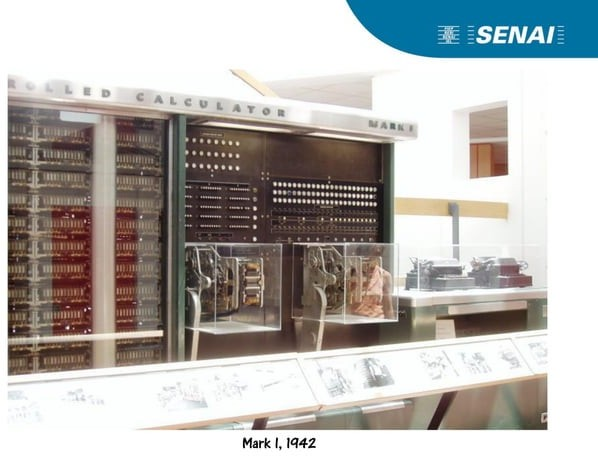 SENAI
ROLLED CALCULATOR MARK I
Mark I, 1942